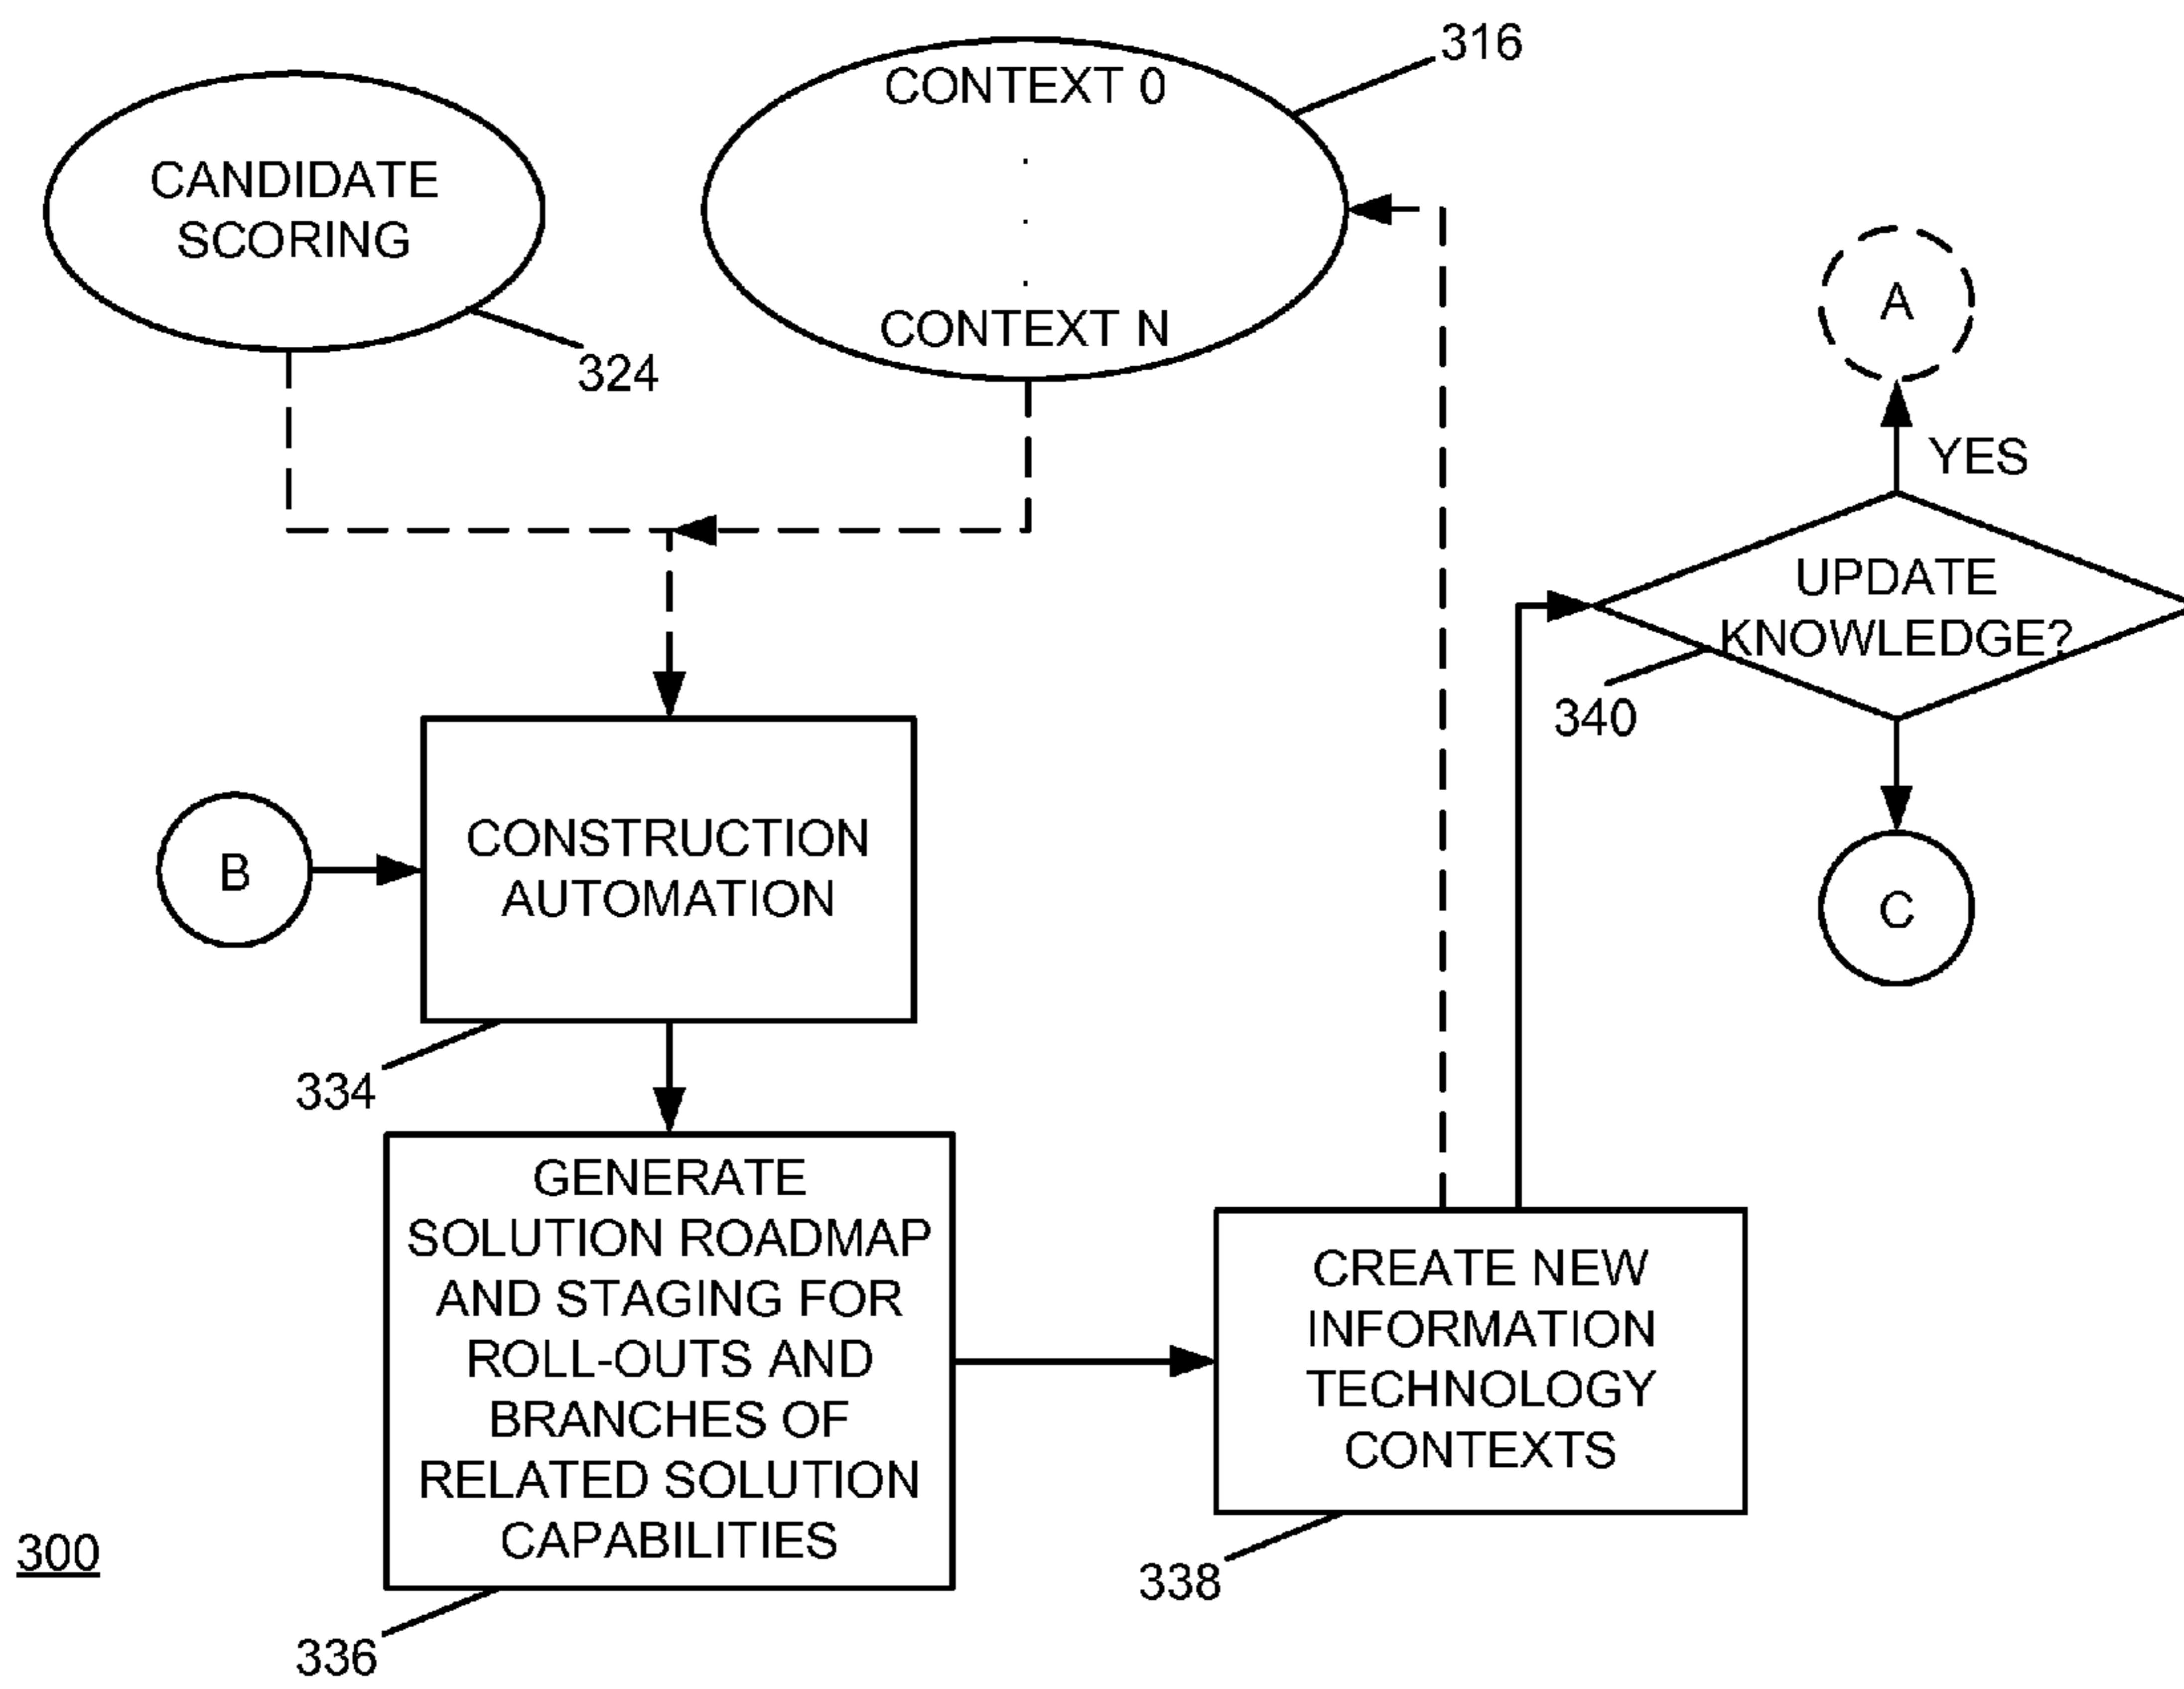 316
CONTEXT 0
.
.
.
CONTEXT N
CANDIDATE
SCORING
324
A
YES
UPDATE
KNOWLEDGE?
340
C
B
CONSTRUCTION
AUTOMATION
334
GENERATE
SOLUTION ROADMAP
AND STAGING FOR
ROLL-OUTS AND
BRANCHES OF
RELATED SOLUTION
CAPABILITIES
336
CREATE NEW
INFORMATION
TECHNOLOGY
CONTEXTS
338
300